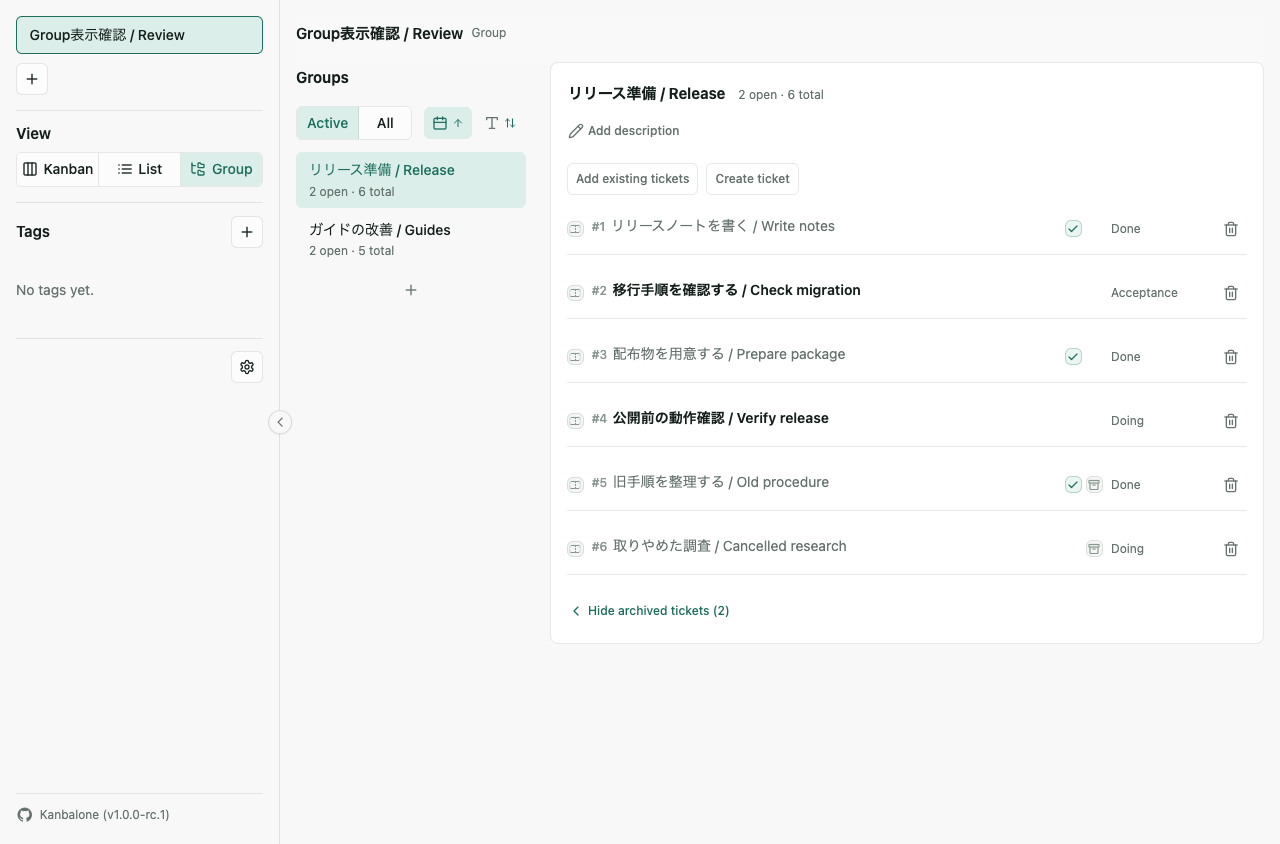 Group表示確認 / Review
View
Kanban
List
Group
Tags
No tags yet.
Kanbalone (v1.0.0-rc.1)
Group表示確認 / Review Group
Groups
Active
All
リリース準備 / Release
2 open · 6 total
ガイドの改善 / Guides
2 open · 5 total
リリース準備 / Release 2 open · 6 total
Add description
Add existing tickets
Create ticket
#1 リリースノートを書く / Write notes Done
#2 移行手順を確認する / Check migration Acceptance
#3 配布物を用意する / Prepare package Done
#4 公開前の動作確認 / Verify release Doing
#5 旧手順を整理する / Old procedure Done
#6 取りやめた調査 / Cancelled research Doing
Hide archived tickets (2)